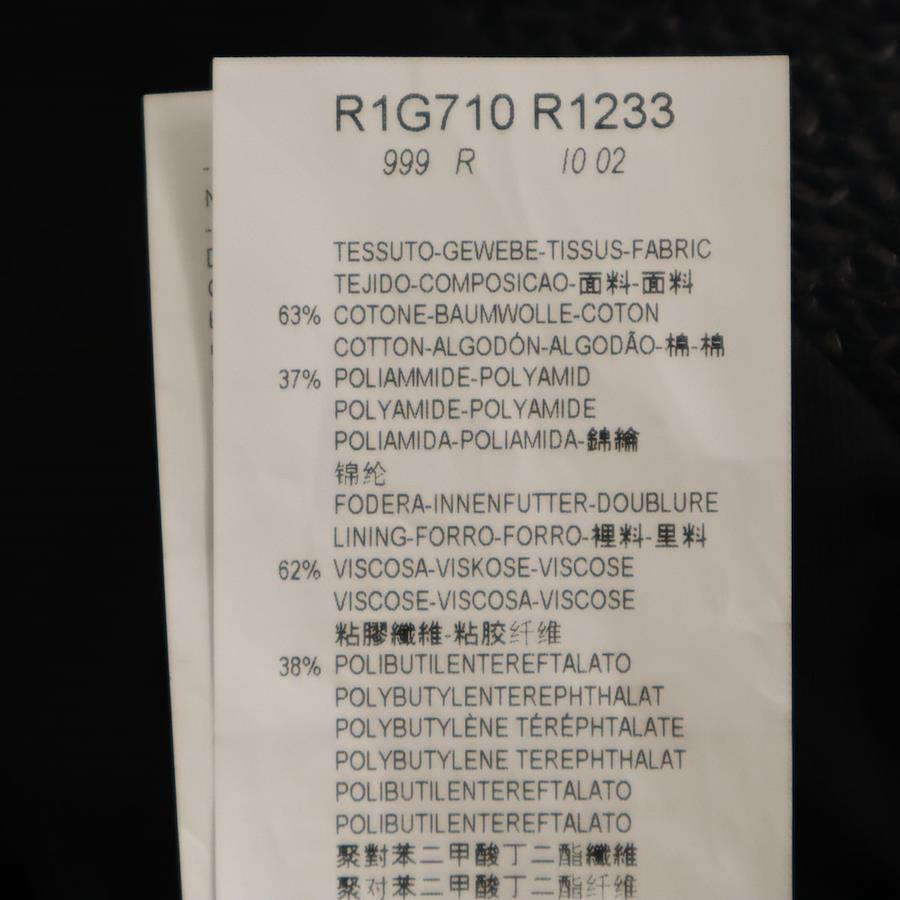 R1G710 R1233
999 R 10 02
TESSUTO-GEWEBE-TISSUS-FABRIC
TEJIDO-COMPOSICAO-面料-面料
63% COTONE-BAUMWOLLE-COTON
COTTON-ALGODÓN-ALGODÃO-棉-棉
37% POLIAMMIDE-POLYAMID
POLYAMIDE-POLYAMIDE
POLIAMIDA-POLIAMIDA-錦綸
锦纶
FODERA-INNENFUTTER-DOUBLURE
LINING-FORRO-FORRO-裡料-里料
62% VISCOSA-VISKOSE-VISCOSE
VISCOSE-VISCOSA-VISCOSE
粘膠纖維-粘胶纤维
38% POLIBUTILENTEREFTALATO
POLYBUTYLENTEREPHTHALAT
POLYBUTYLÈNE TÉRÉPHTALATE
POLYBUTYLENE TEREPHTHALAT
POLIBUTILENTEREFTALATO
POLIBUTILENTEREFTALATO
聚對苯二甲酸丁二酯纖維
聚对苯二甲酸丁二酯纤维